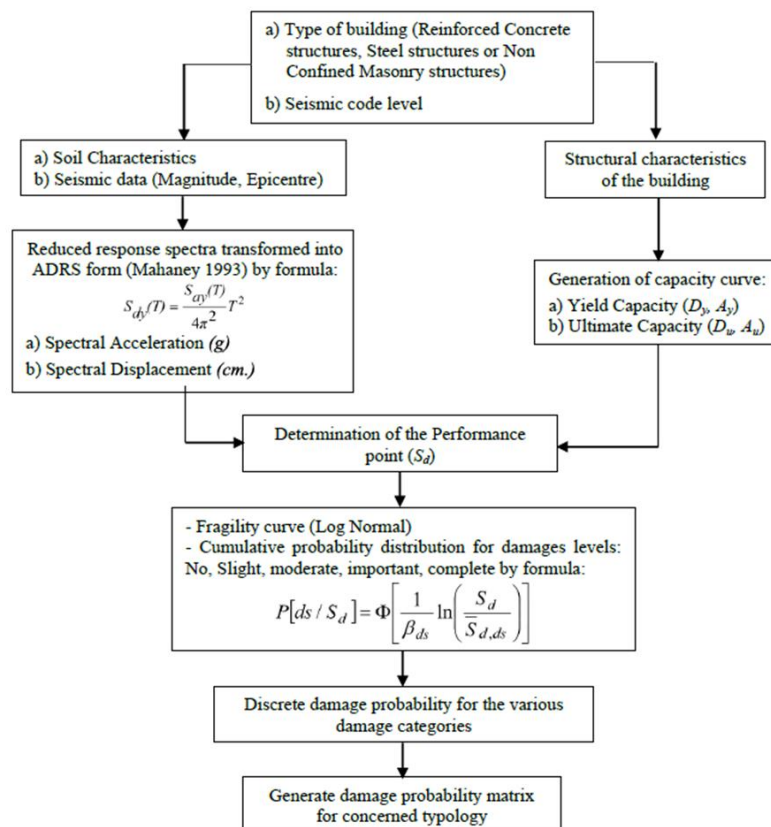 a) Type of building (Reinforced Concrete
structures, Steel structures or Non
Confined Masonry structures)
b) Seismic code level
a) Soil Characteristics
b) Seismic data (Magnitude, Epicentre)
Structural characteristics
of the building
Reduced response spectra transformed into
ADRS form (Mahaney 1993) by formula:
S_dy(T) = S_ay(T) / 4π² T²
a) Spectral Acceleration (g)
b) Spectral Displacement (cm.)
Generation of capacity curve:
a) Yield Capacity (D_y, A_y)
b) Ultimate Capacity (D_u, A_u)
Determination of the Performance
point (S_d)
- Fragility curve (Log Normal)
- Cumulative probability distribution for damages levels:
No, Slight, moderate, important, complete by formula:
P[ds / S_d] = Φ[1 / β_ds ln(S_d / S̅_d,ds)]
Discrete damage probability for the various
damage categories
Generate damage probability matrix
for concerned typology